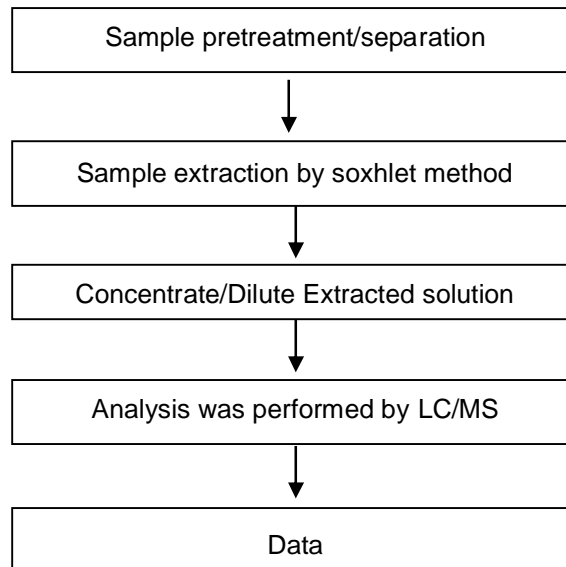 Sample pretreatment/separation
Sample extraction by soxhlet method
Concentrate/Dilute Extracted solution
Analysis was performed by LC/MS
Data